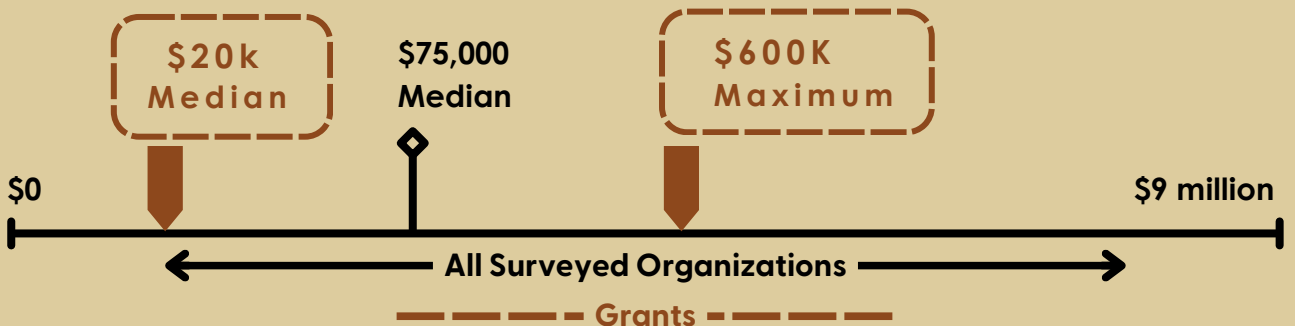 $20k
Median
$75,000
Median
$600K
Maximum
$0
$9 million
All Surveyed Organizations
Grants